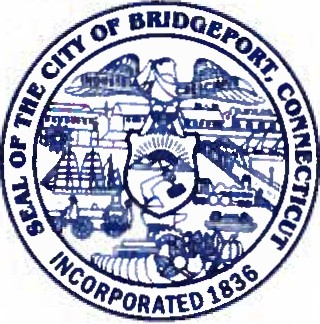 SEAL OF THE CITY OF BRIDGEPORT, CONNECTICUT
INCORPORATED 1836